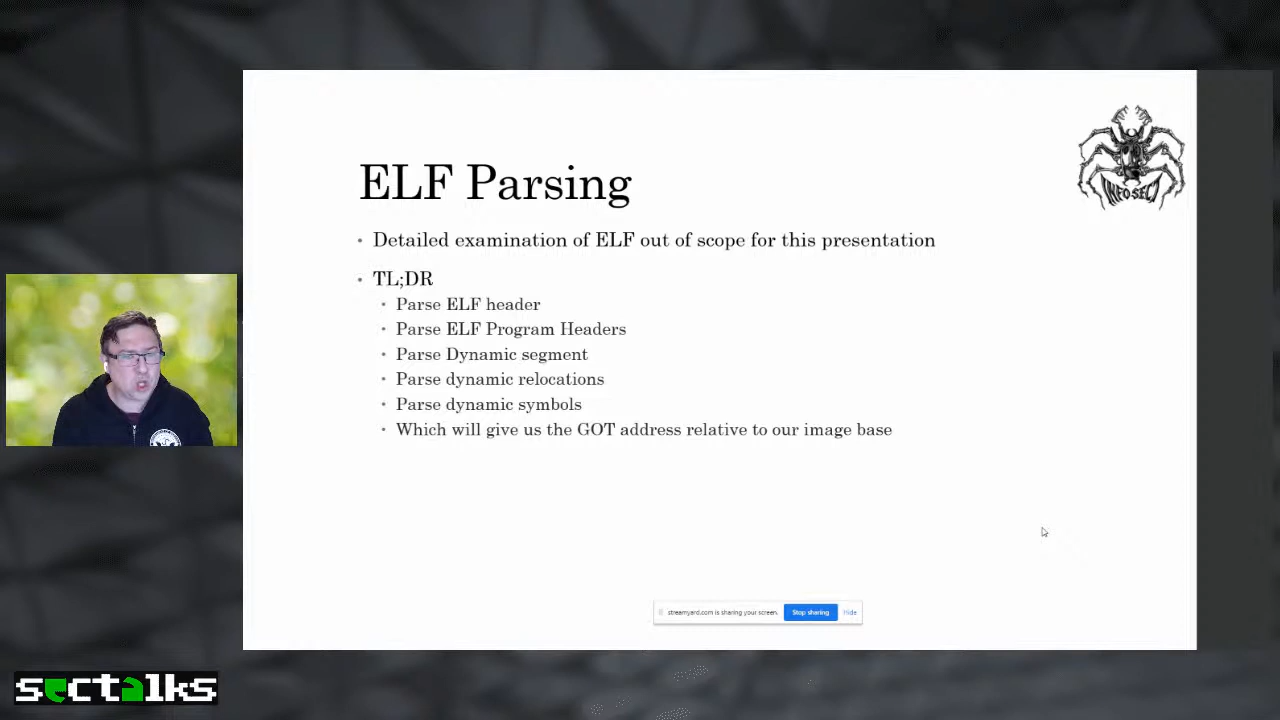 ELF Parsing
INFOSECT
• Detailed examination of ELF out of scope for this presentation
• TL;DR
• Parse ELF header
• Parse ELF Program Headers
• Parse Dynamic segment
• Parse dynamic relocations
• Parse dynamic symbols
• Which will give us the GOT address relative to our image base
streamyard.com is sharing your screen. Stop sharing Hide
sectalks